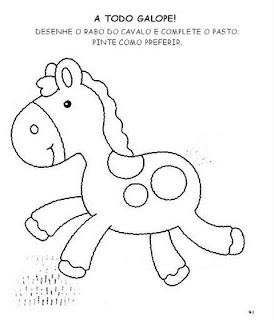 A TODO GALOPE!
DESENHE O RABO DO CAVALO E COMPLETE O PASTO.
PINTE COMO PREFERIR.